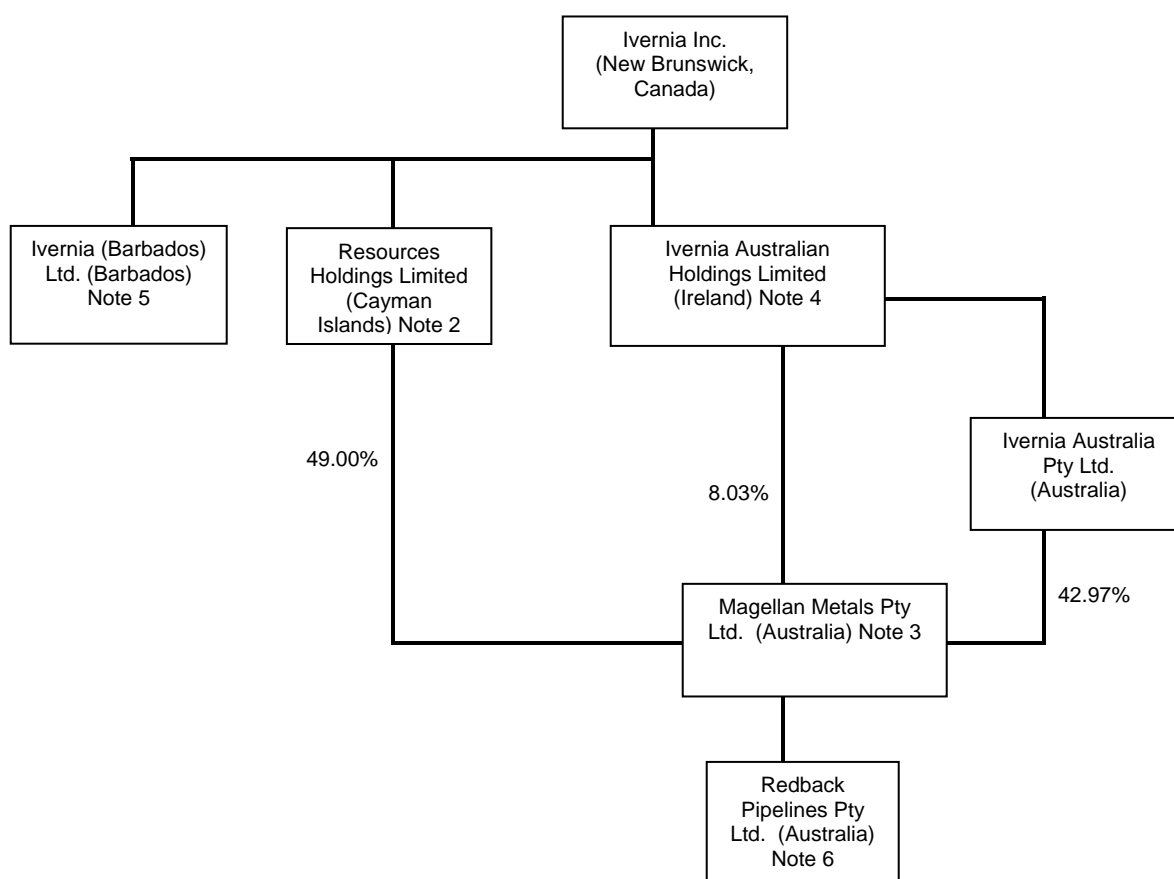 Ivernia Inc.
(New Brunswick,
Canada)
Ivernia (Barbados)
Ltd. (Barbados)
Note 5
Resources
Holdings Limited
(Cayman
Islands) Note 2
Ivernia Australian
Holdings Limited
(Ireland) Note 4
Ivernia Australia
Pty Ltd.
(Australia)
49.00%
8.03%
42.97%
Magellan Metals Pty
Ltd. (Australia) Note 3
Redback
Pipelines Pty
Ltd. (Australia)
Note 6